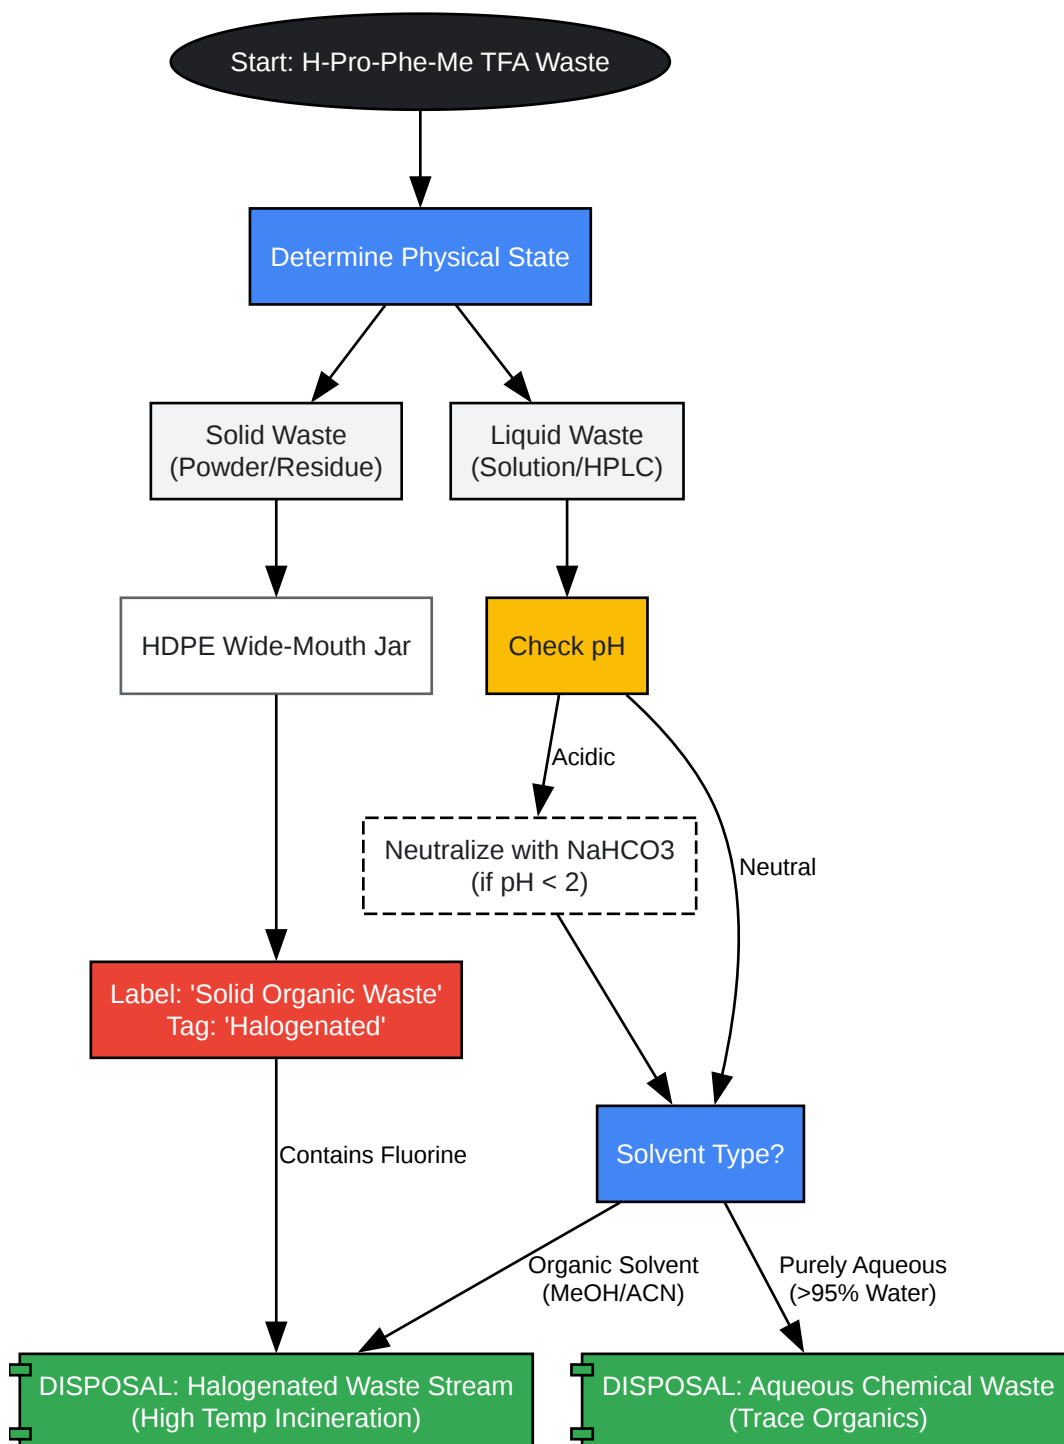 Start: H-Pro-Phe-Me TFA Waste
Determine Physical State
Solid Waste
(Powder/Residue)
Liquid Waste
(Solution/HPLC)
HDPE Wide-Mouth Jar
Check pH
Acidic
Neutralize with NaHCO3
(if pH < 2)
Neutral
Label: 'Solid Organic Waste'
Tag: 'Halogenated'
Contains Fluorine
Solvent Type?
Organic Solvent
(MeOH/ACN)
Purely Aqueous
(>95% Water)
DISPOSAL: Halogenated Waste Stream
(High Temp Incineration)
DISPOSAL: Aqueous Chemical Waste
(Trace Organics)